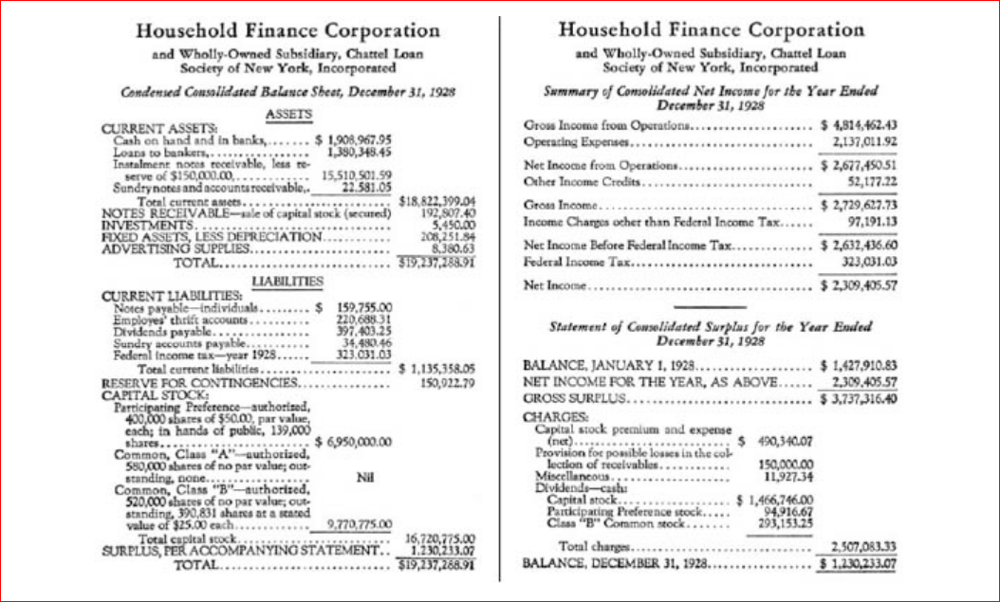 Household Finance Corporation
and Wholly-Owned Subsidiary, Chattel Loan
Society of New York, Incorporated
Condensed Consolidated Balance Sheet, December 31, 1928
ASSETS
CURRENT ASSETS:
Cash on hand and in banks,....... $ 1,908,967.95
Loans to bankers,............... 1,380,348.45
Instalment notes receivable, less re-
serve of $150,000.00,........... 15,510,501.59
Sundry notes and accounts receivable,. 22,581.05
Total current assets........................ $18,822,399.04
NOTES RECEIVABLE—sale of capital stock (secured) 192,807.40
INVESTMENTS................................ 5,450.00
FIXED ASSETS, LESS DEPRECIATION........... 208,251.84
ADVERTISING SUPPLIES....................... 8,380.63
TOTAL............................ $19,237,288.91
LIABILITIES
CURRENT LIABILITIES:
Notes payable—individuals......... $ 159,755.00
Employes' thrift accounts.......... 220,688.31
Dividends payable............... 397,403.25
Sundry accounts payable........... 34,480.46
Federal income tax—year 1928...... 323,031.03
Total current liabilities..................... $ 1,135,358.05
RESERVE FOR CONTINGENCIES............... 150,922.79
CAPITAL STOCK:
Participating Preference—authorized,
400,000 shares of $50.00, par value,
each; in hands of public, 139,000
shares......................... $ 6,950,000.00
Common, Class "A"—authorized,
580,000 shares of no par value; out-
standing, none................. Nil
Common, Class "B"—authorized,
520,000 shares of no par value; out-
standing, 390,831 shares at a stated
value of $25.00 each............. 9,770,775.00
Total capital stock......................... 16,720,775.00
SURPLUS, PER ACCOMPANYING STATEMENT.. 1,230,233.07
TOTAL............................ $19,237,288.91
Household Finance Corporation
and Wholly-Owned Subsidiary, Chattel Loan
Society of New York, Incorporated
Summary of Consolidated Net Income for the Year Ended
December 31, 1928
Gross Income from Operations.................... $ 4,814,462.43
Operating Expenses............................. 2,137,011.92
Net Income from Operations..................... $ 2,677,450.51
Other Income Credits........................... 52,177.22
Gross Income.................................. $ 2,729,627.73
Income Charges other than Federal Income Tax...... 97,191.13
Net Income Before Federal Income Tax............. $ 2,632,436.60
Federal Income Tax............................. 323,031.03
Net Income.................................... $ 2,309,405.57
Statement of Consolidated Surplus for the Year Ended
December 31, 1928
BALANCE, JANUARY 1, 1928................... $ 1,427,910.83
NET INCOME FOR THE YEAR, AS ABOVE...... 2,309,405.57
GROSS SURPLUS.............................. $ 3,737,316.40
CHARGES:
Capital stock premium and expense
(net)............................ $ 490,340.07
Provision for possible losses in the col-
lection of receivables............ 150,000.00
Miscellaneous.................... 11,927.34
Dividends—cash:
Capital stock.................. $ 1,466,746.00
Participating Preference stock..... 94,916.67
Class "B" Common stock....... 293,153.25
Total charges............................. 2,507,083.33
BALANCE, DECEMBER 31, 1928................. $ 1,230,233.07